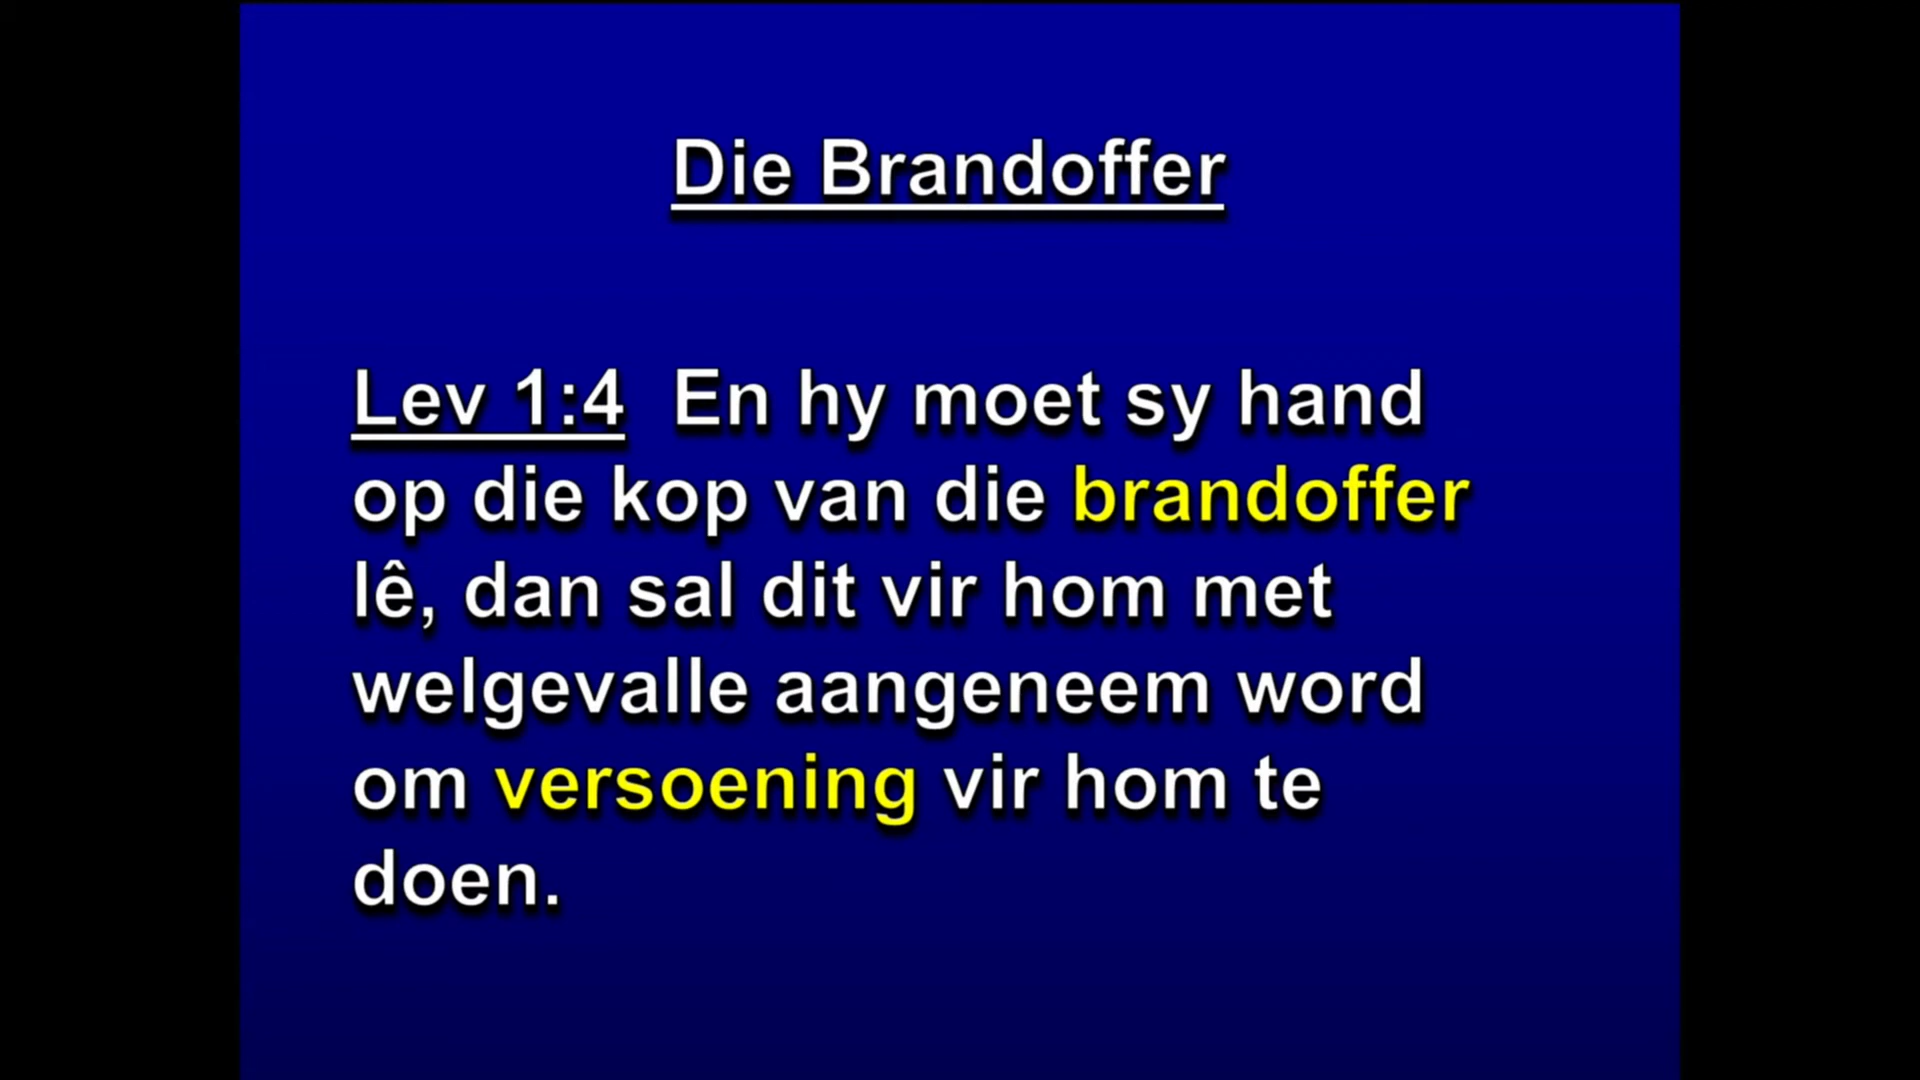 Die Brandoffer
Lev 1:4 En hy moet sy hand
op die kop van die brandoffer
lê, dan sal dit vir hom met
welgevalle aangeneem word
om versoening vir hom te
doen.